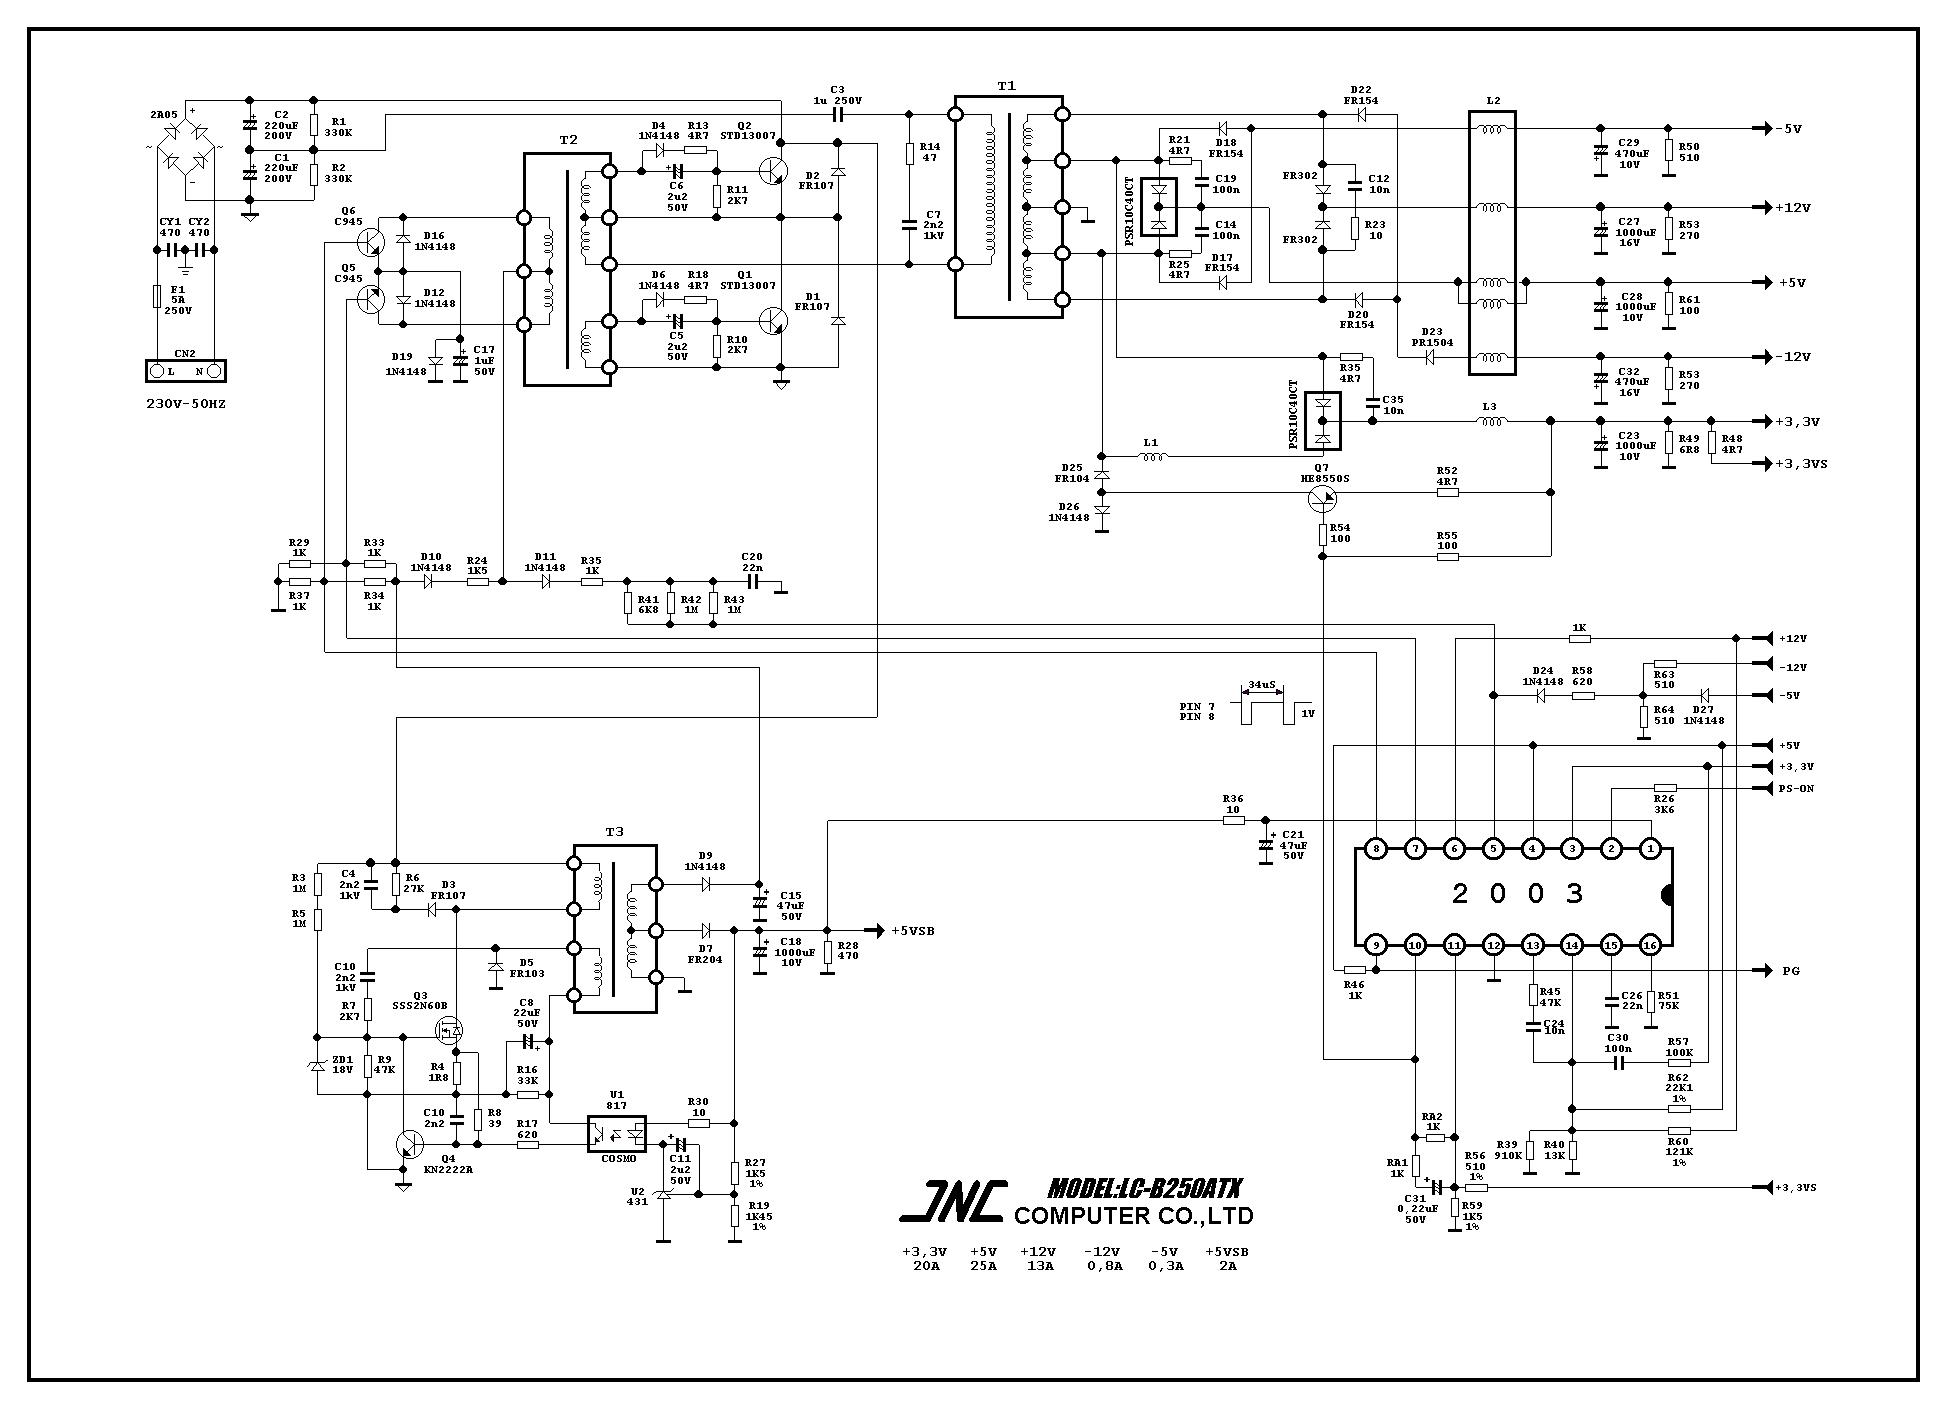 2A05
+
~
~
−
C2
220uF
200V
C1
220uF
200V
R1
330K
R2
330K
CY1
470
CY2
470
F1
5A
250V
CN2
L
N
230V-50HZ
Q6
C945
Q5
C945
D16
1N4148
D12
1N4148
D19
1N4148
C17
1uF
50V
T2
D4
1N4148
R13
4R7
Q2
STD13007
C6
2u2
50V
R11
2K7
D2
FR107
D6
1N4148
R18
4R7
Q1
STD13007
C5
2u2
50V
R10
2K7
D1
FR107
C3
1u 250V
R14
47
C7
2n2
1kV
T1
R21
4R7
D18
FR154
C19
100n
C14
100n
PSR10C40CT
R25
4R7
D17
FR154
D22
FR154
FR302
FR302
C12
10n
R23
10
D20
FR154
D23
PR1504
L2
C29
470uF
10V
R50
510
-5V
C27
1000uF
16V
R53
270
+12V
C28
1000uF
10V
R61
100
+5V
C32
470uF
16V
R53
270
-12V
R35
4R7
C35
10n
PSR10C40CT
L3
C23
1000uF
10V
R49
6R8
R48
4R7
+3,3V
+3,3VS
L1
D25
FR104
D26
1N4148
Q7
HE8550S
R52
4R7
R54
100
R55
100
R29
1K
R33
1K
R37
1K
R34
1K
D10
1N4148
R24
1K5
D11
1N4148
R35
1K
C20
22n
R41
6K8
R42
1M
R43
1M
1K
+12V
-12V
R63
510
D24
1N4148
R58
620
-5V
R64
510
D27
1N4148
34uS
PIN 7
PIN 8
1V
+5V
+3,3V
PS-ON
R26
3K6
R36
10
C21
47uF
50V
8 7 6 5 4 3 2 1
2003
9 10 11 12 13 14 15 16
PG
R46
1K
R45
47K
C24
10n
C26
22n
R51
75K
C30
100n
R57
100K
R62
22K1
1%
R60
121K
1%
R39
910K
R40
13K
RA2
1K
RA1
1K
R56
510
1%
C31
0,22uF
50V
R59
1K5
1%
+3,3VS
T3
R3
1M
R5
1M
C4
2n2
1kV
R6
27K
D3
FR107
C10
2n2
1kV
R7
2K7
Q3
SSS2N60B
D5
FR103
C8
22uF
50V
ZD1
18V
R9
47K
R4
1R8
R16
33K
C10
2n2
R8
39
R17
620
Q4
KN2222A
D9
1N4148
C15
47uF
50V
D7
FR204
C18
1000uF
10V
R28
470
+5VSB
U1
817
COSMO
R30
10
C11
2u2
50V
U2
431
R27
1K5
1%
R19
1K45
1%
JNC MODEL:LC-B250ATX
COMPUTER CO.,LTD
+3,3V +5V +12V -12V -5V +5VSB
20A 25A 13A 0,8A 0,3A 2A